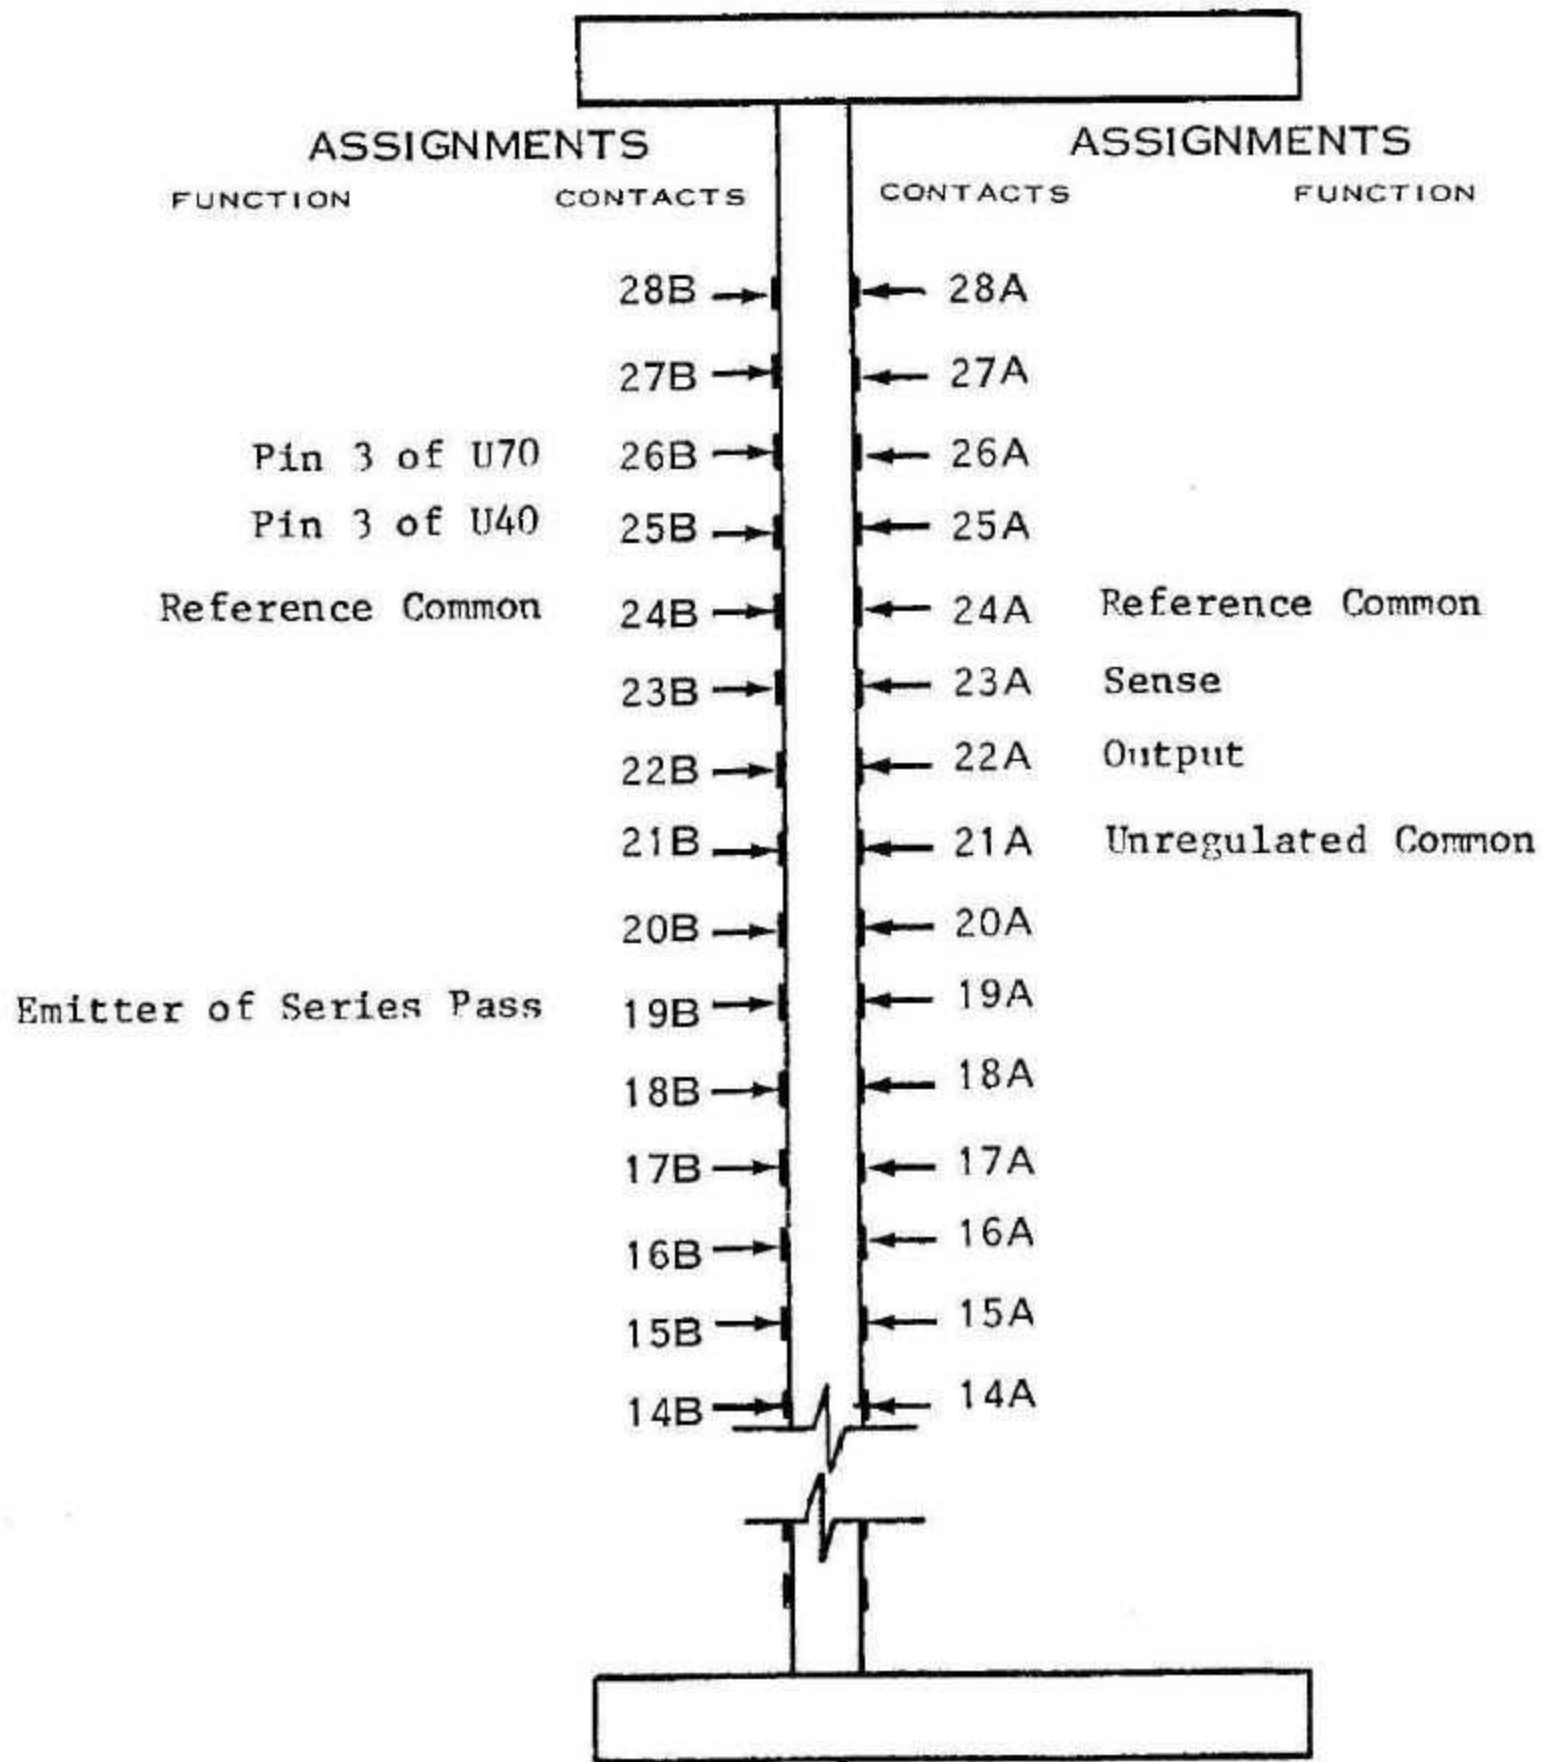 ASSIGNMENTS ASSIGNMENTS
FUNCTION CONTACTS CONTACTS FUNCTION
28B 28A
27B 27A
Pin 3 of U70 26B 26A
Pin 3 of U40 25B 25A
Reference Common 24B 24A Reference Common
23B 23A Sense
22B 22A Output
21B 21A Unregulated Common
20B 20A
Emitter of Series Pass 19B 19A
18B 18A
17B 17A
16B 16A
15B 15A
14B 14A